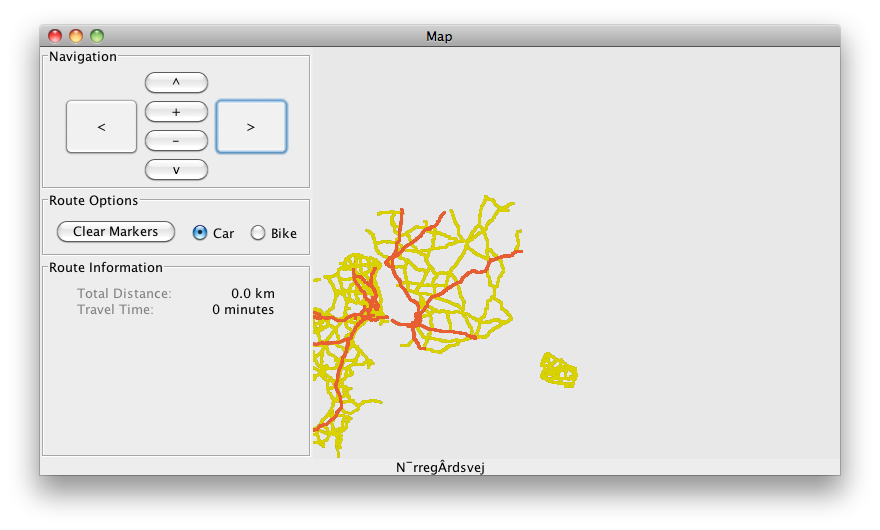 Map
Navigation
^
+
< >
–
v
Route Options
Clear Markers Car Bike
Route Information
Total Distance: 0.0 km
Travel Time: 0 minutes
N¯rregÂrdsvej